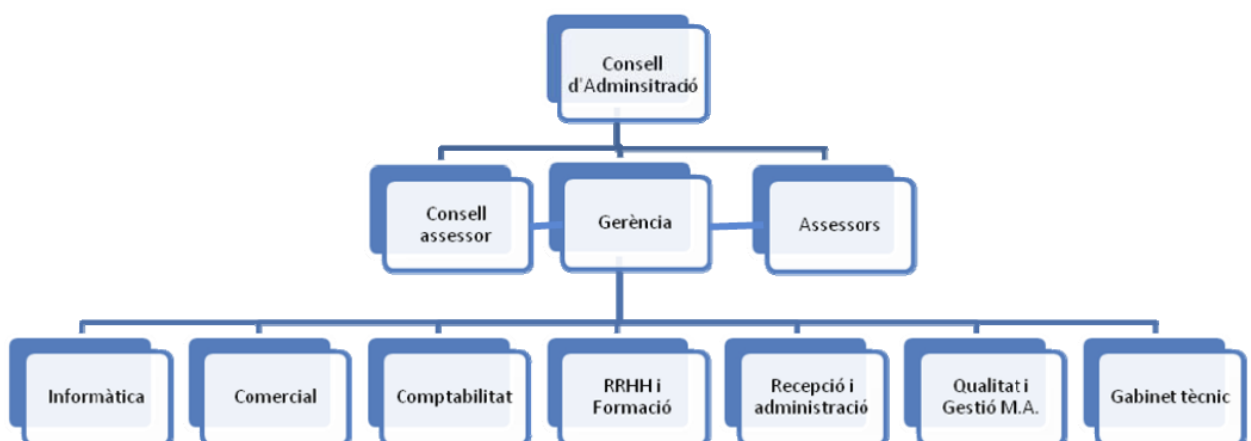 Consell
d'Adminsitració
Consell
assessor
Gerència
Assessors
Informàtica
Comercial
Comptabilitat
RRHH i
Formació
Recepció i
administració
Qualitat i
Gestió M.A.
Gabinet tècnic